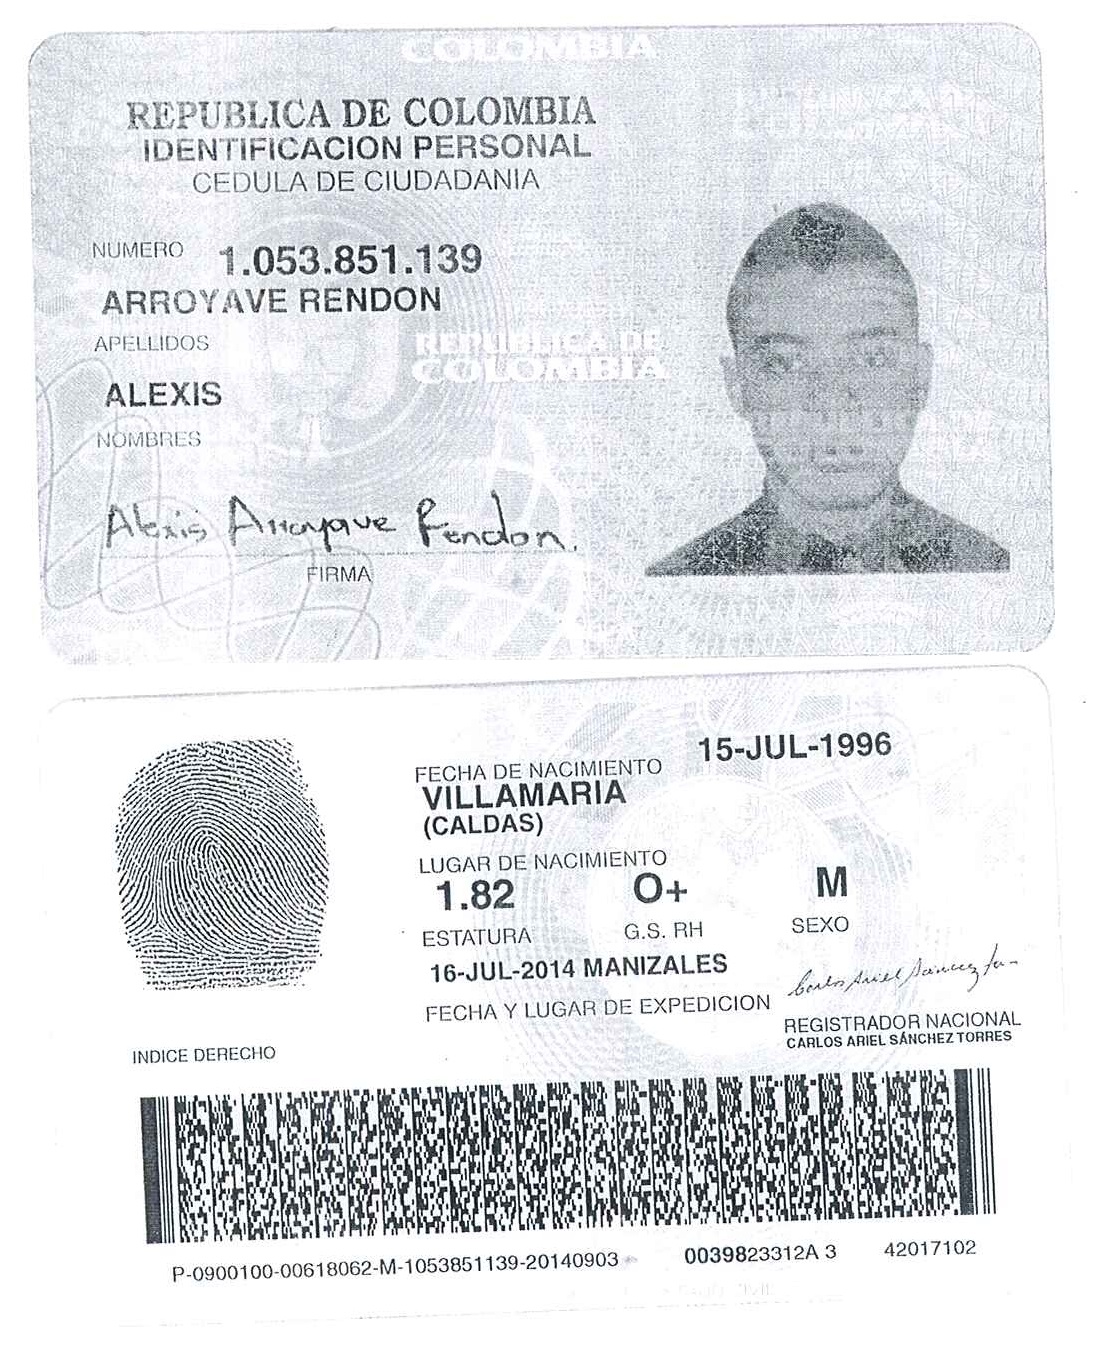 COLOMBIA
REPUBLICA DE COLOMBIA
IDENTIFICACION PERSONAL
CEDULA DE CIUDADANIA
NUMERO 1.053.851.139
ARROYAVE RENDON
APELLIDOS
REPUBLICA DE
COLOMBIA
ALEXIS
NOMBRES
Alexis Arroyave Rendon.
FIRMA
15-JUL-1996
FECHA DE NACIMIENTO
VILLAMARIA
(CALDAS)
LUGAR DE NACIMIENTO
1.82 O+ M
ESTATURA G.S. RH SEXO
16-JUL-2014 MANIZALES
FECHA Y LUGAR DE EXPEDICION
Carlos Ariel Sánchez
REGISTRADOR NACIONAL
CARLOS ARIEL SÁNCHEZ TORRES
INDICE DERECHO
P-0900100-00618062-M-1053851139-20140903 0039823312A 3 42017102